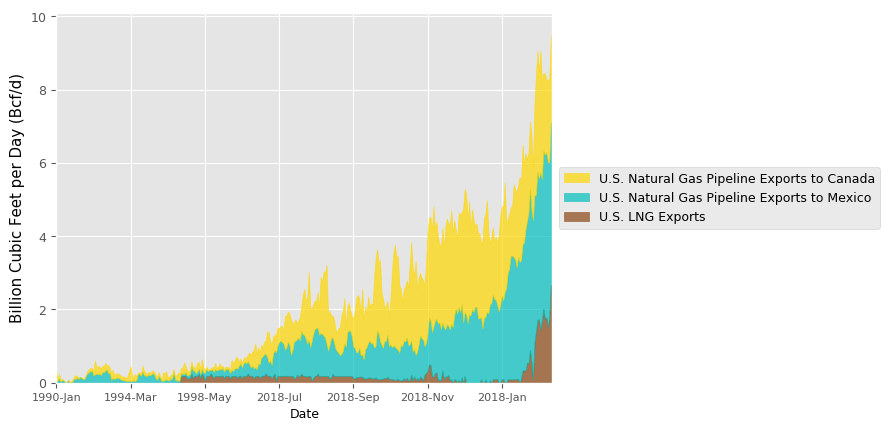 10
8
6
4
2
0
Billion Cubic Feet per Day (Bcf/d)
1990-Jan
1994-Mar
1998-May
2018-Jul
2018-Sep
2018-Nov
2018-Jan
Date
U.S. Natural Gas Pipeline Exports to Canada
U.S. Natural Gas Pipeline Exports to Mexico
U.S. LNG Exports